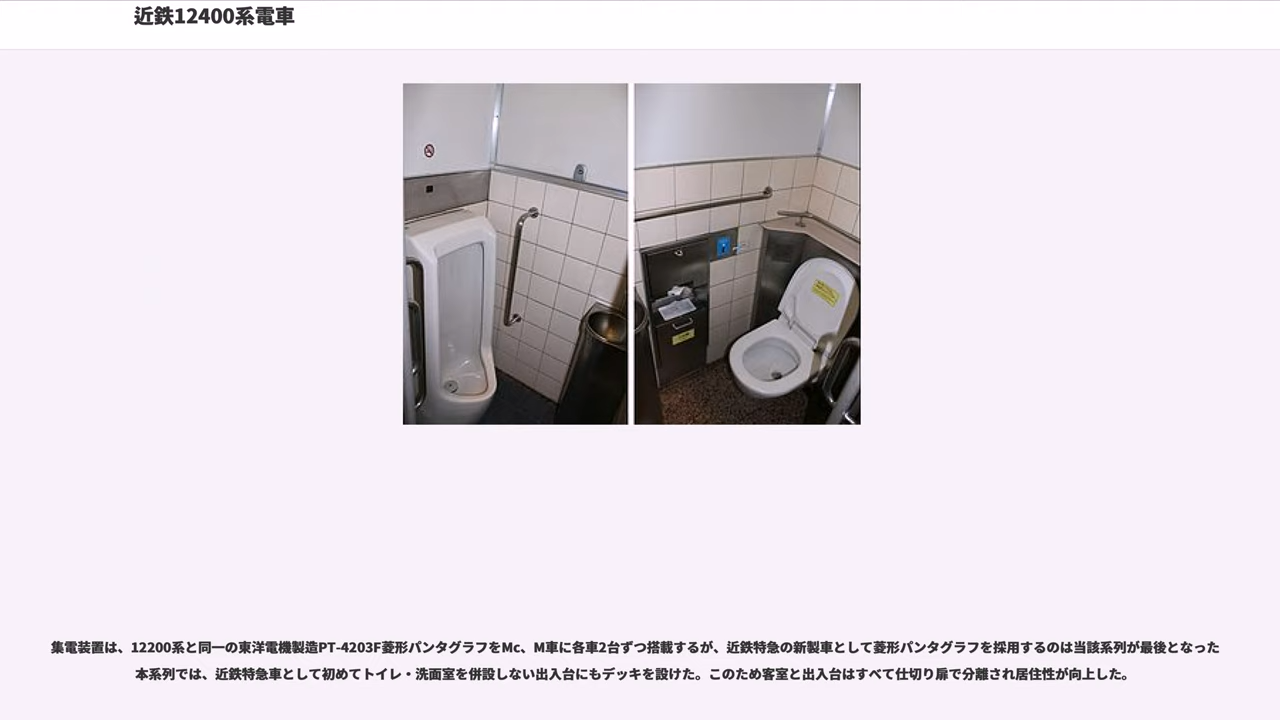 近鉄12400系電車
集電装置は、12200系と同一の東洋電機製造PT-4203F菱形パンタグラフをMc、M車に各車2台ずつ搭載するが、近鉄特急の新製車として菱形パンタグラフを採用するのは当該系列が最後となった
本系列では、近鉄特急車として初めてトイレ・洗面室を併設しない出入台にもデッキを設けた。このため客室と出入台はすべて仕切り扉で分離され居住性が向上した。